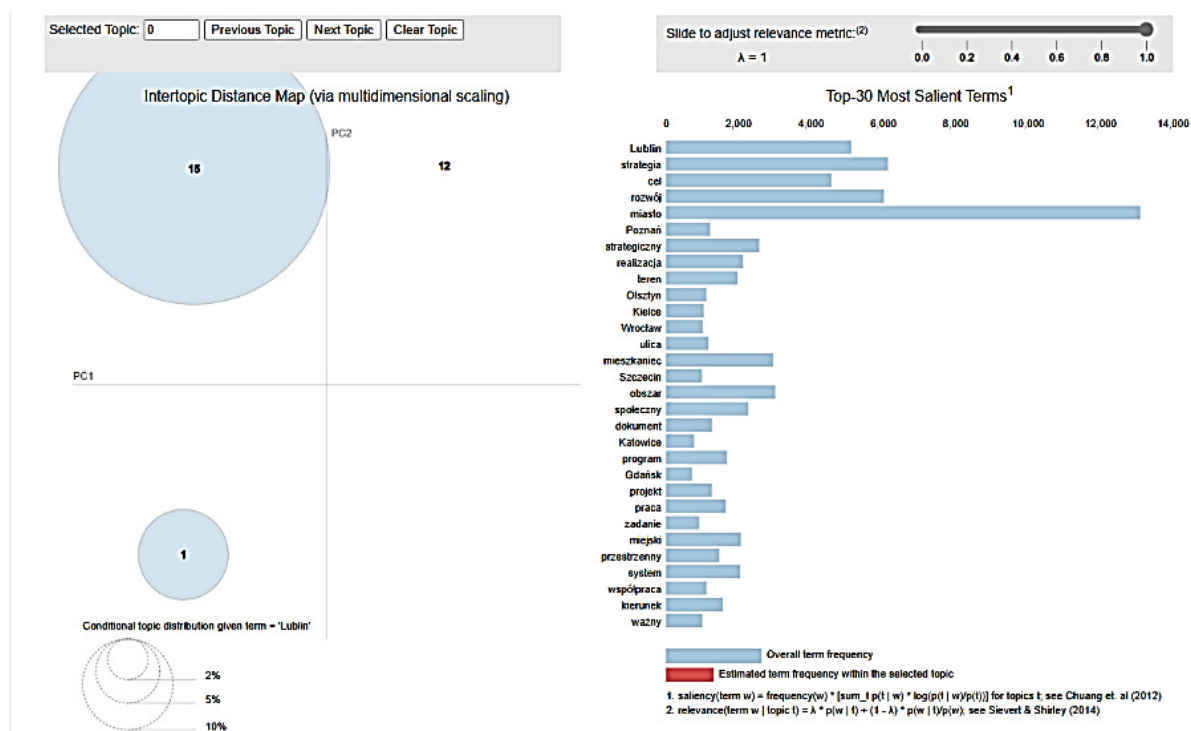 Selected Topic: 0 Previous Topic Next Topic Clear Topic
Intertopic Distance Map (via multidimensional scaling)
PC2
15
12
PC1
1
Conditional topic distribution given term = 'Lublin'
2%
5%
10%
Slide to adjust relevance metric:(2)
λ = 1
0.0 0.2 0.4 0.6 0.8 1.0
Top-30 Most Salient Terms1
0 2,000 4,000 6,000 8,000 10,000 12,000 14,000
Lublin
strategia
cel
rozwój
miasto
Poznań
strategiczny
realizacja
teren
Olsztyn
Kielce
Wrocław
ulica
mieszkaniec
Szczecin
obszar
społeczny
dokument
Katowice
program
Gdańsk
projekt
praca
zadanie
miejski
przestrzenny
system
współpraca
kierunek
ważny
Overall term frequency
Estimated term frequency within the selected topic
1. saliency(term w) = frequency(w) * [sum_t p(t | w) * log(p(t | w)/p(t))] for topics t; see Chuang et. al (2012)
2. relevance(term w | topic t) = λ * p(w | t) + (1 - λ) * p(w | t)/p(w); see Sievert & Shirley (2014)